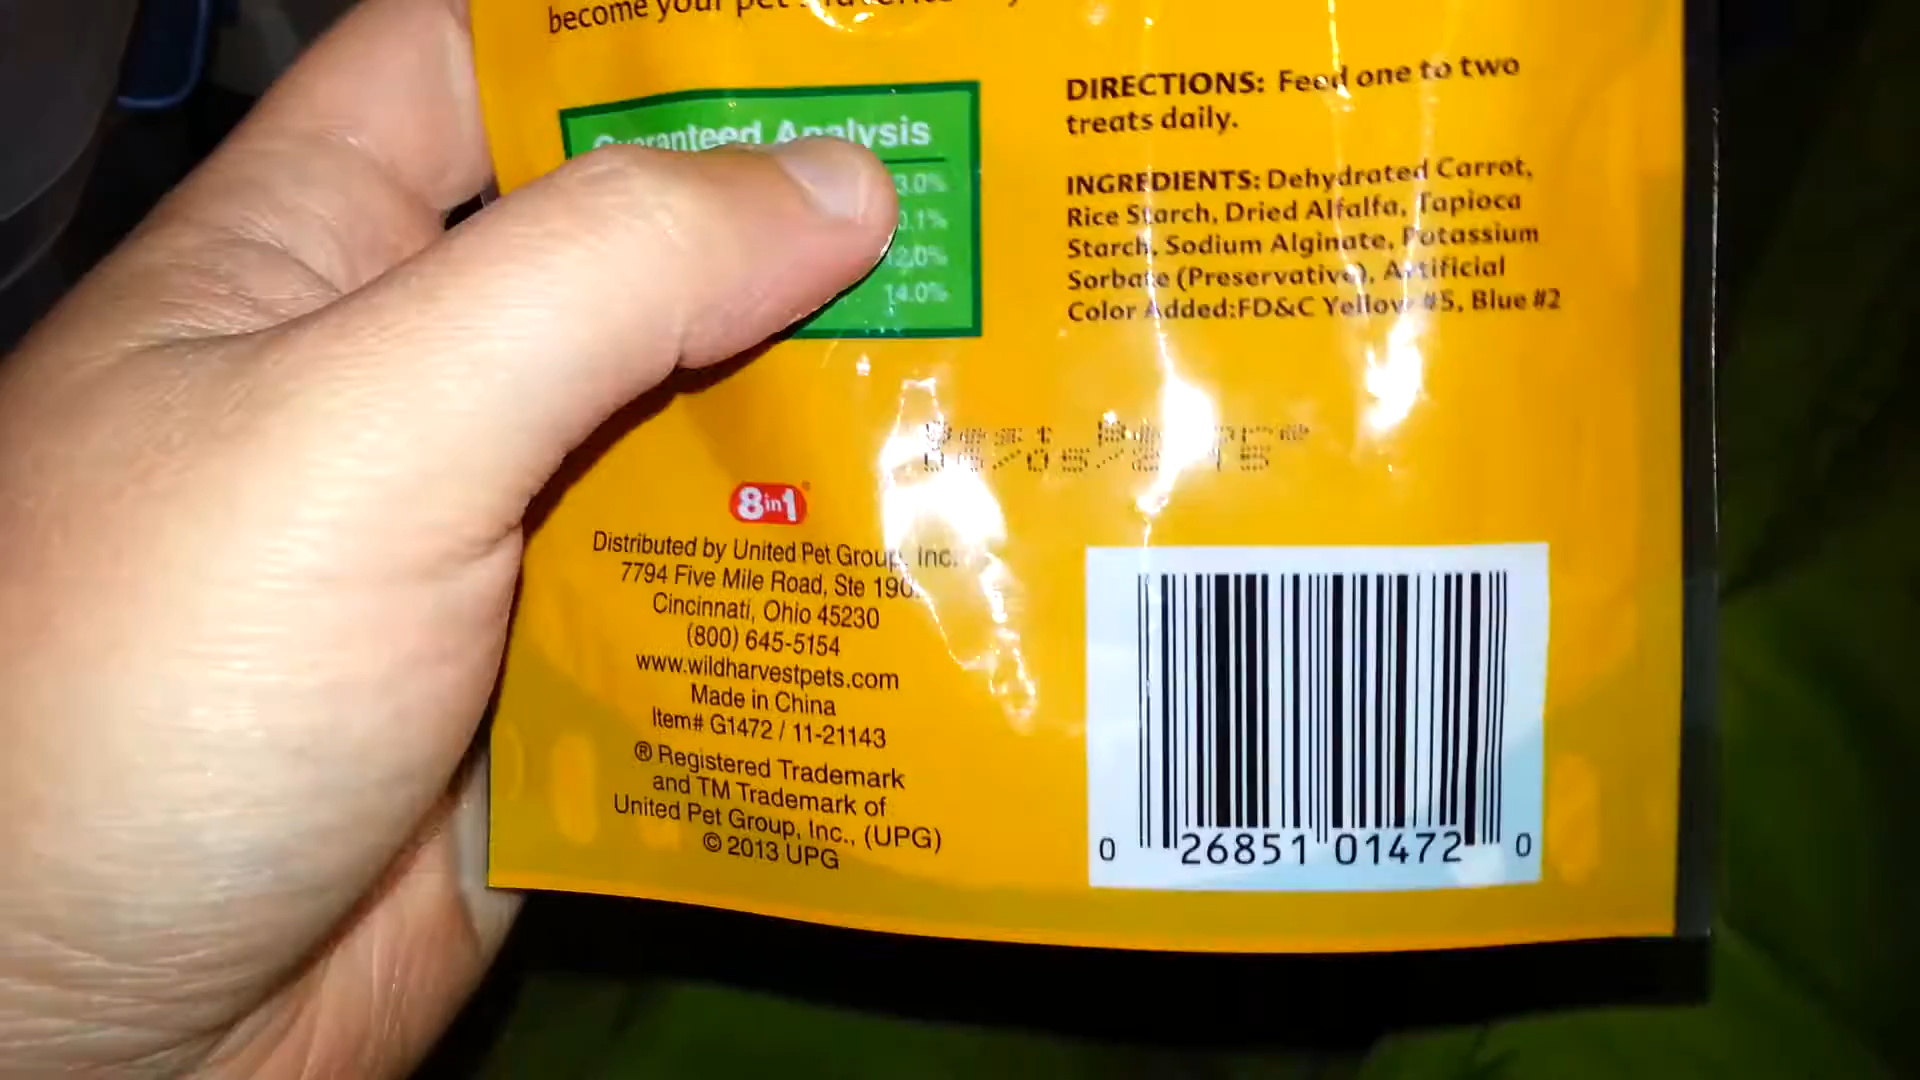 become your
DIRECTIONS: Feed one to two
treats daily.
Guaranteed Analysis
3.0%
0.1%
12.0%
14.0%
INGREDIENTS: Dehydrated Carrot,
Rice Starch, Dried Alfalfa, Tapioca
Starch, Sodium Alginate, Potassium
Sorbate (Preservative), Artificial
Color Added:FD&C Yellow #5, Blue #2
Best Before
8in1®
Distributed by United Pet Group, Inc.
7794 Five Mile Road, Ste 190.
Cincinnati, Ohio 45230
(800) 645-5154
www.wildharvestpets.com
Made in China
Item# G1472 / 11-21143
® Registered Trademark
and TM Trademark of
United Pet Group, Inc., (UPG)
© 2013 UPG
0 26851 01472 0